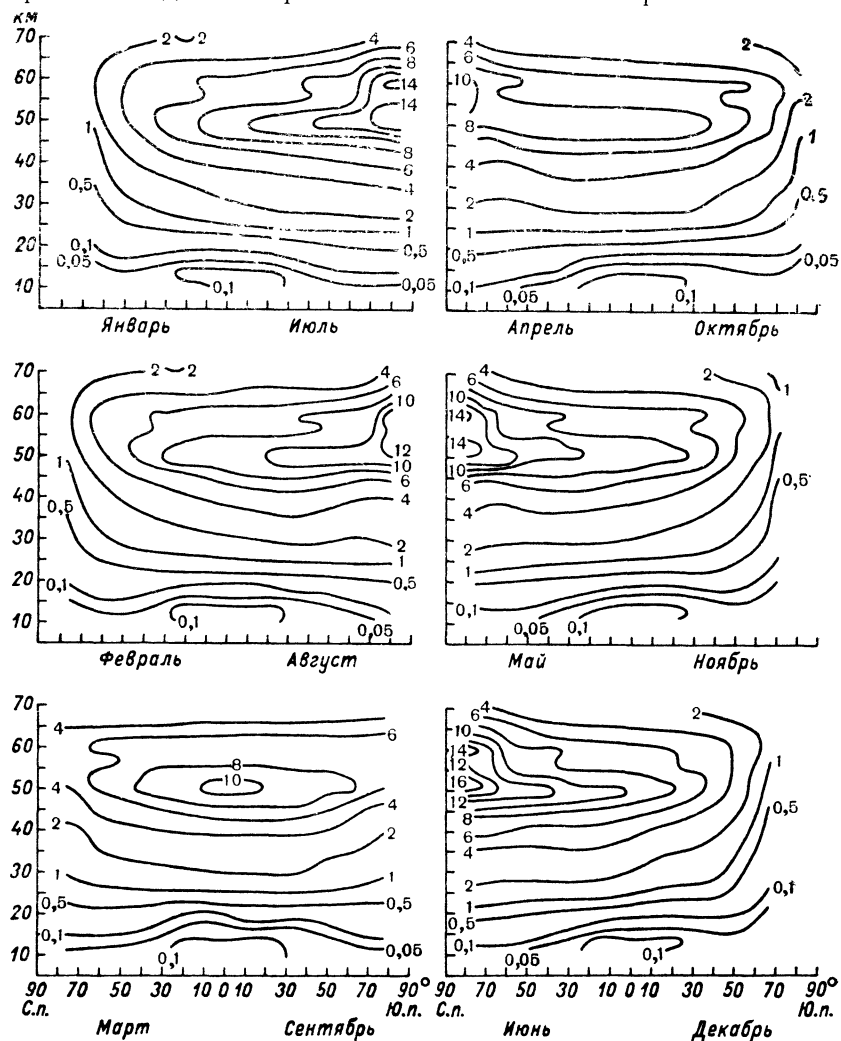 км
70 2 2 4 6 8 14 14 8 6 4 2 1 0,5 0,05
60
50
40 1
30 0,5
20 0,1
10 0,05 0,1
4 6 10 8 4 2 1 0,5 0,1 0,05 0,1 2 2 1 0,5 0,05
Январь Июль Апрель Октябрь
70 2 2 4 6 10 12 10 6 4 2 1 0,5 0,05
60
50 1
40 0,5
30
20 0,1
10 0,1
4 6 10 14 14 10 6 4 2 1 0,1 0,05 0,1 2 1 0,5
Февраль Август Май Ноябрь
70 4 6
60 8
50 4 10 4
40 2 2
30 1 1
20 0,5 0,5
10 0,1 0,1 0,05
4 6 10 14 12 16 12 8 6 4 2 1 0,5 0,1 0,05 0,1 2 1 0,5 0,1
90 70 50 30 10 0 10 30 50 70 90°
С.п. Ю.п.
Март Сентябрь
90 70 50 30 10 0 10 30 50 70 90°
С.п. Ю.п.
Июнь Декабрь